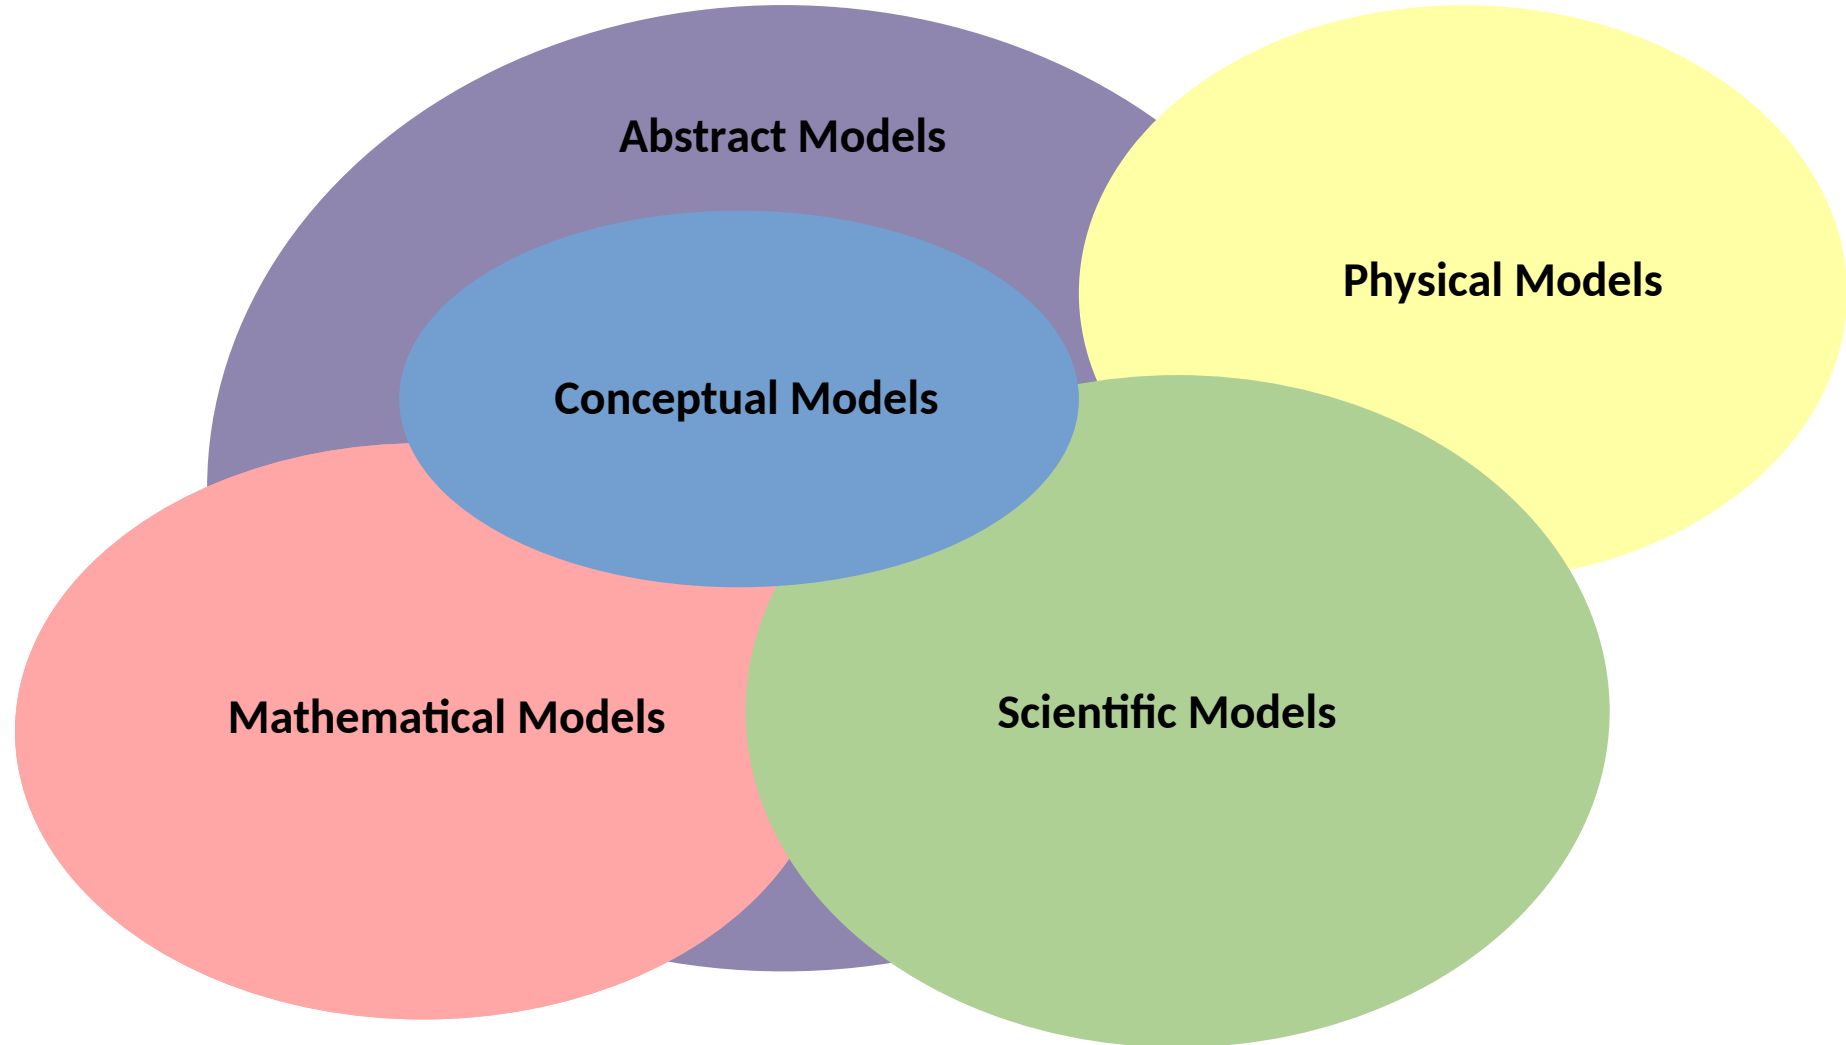 Abstract Models
Physical Models
Conceptual Models
Mathematical Models
Scientific Models